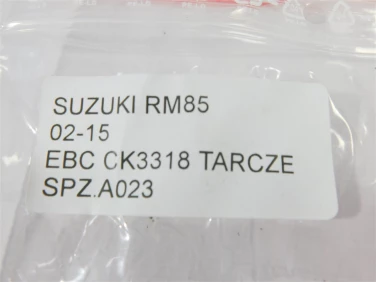 SUZUKI RM85
02-15
EBC CK3318 TARCZE
SPZ.A023